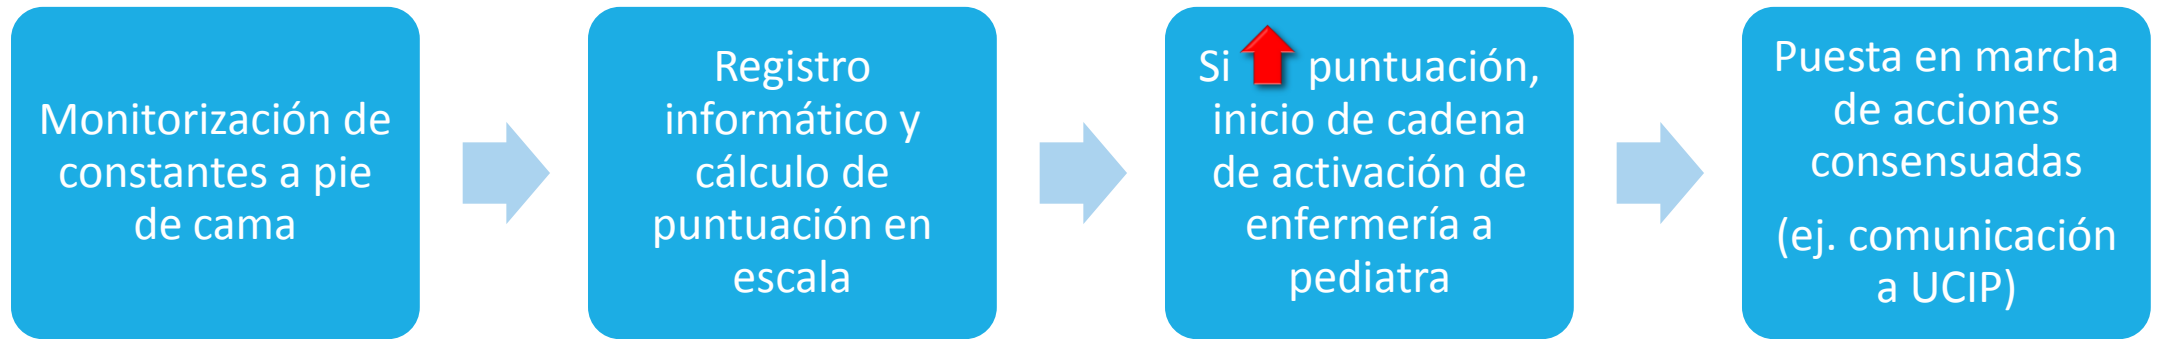 Monitorización de
constantes a pie
de cama
Registro
informático y
cálculo de
puntuación en
escala
Si puntuación,
inicio de cadena
de activación de
enfermería a
pediatra
Puesta en marcha
de acciones
consensuadas
(ej. comunicación
a UCIP)